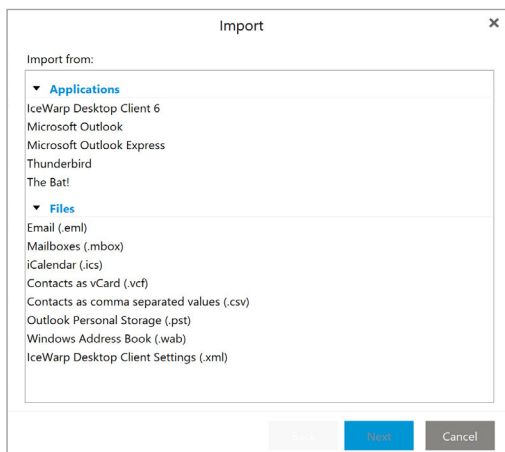 Import
Import from:
Applications
IceWarp Desktop Client 6
Microsoft Outlook
Microsoft Outlook Express
Thunderbird
The Bat!
Files
Email (.eml)
Mailboxes (.mbox)
iCalendar (.ics)
Contacts as vCard (.vcf)
Contacts as comma separated values (.csv)
Outlook Personal Storage (.pst)
Windows Address Book (.wab)
IceWarp Desktop Client Settings (.xml)
Back Next Cancel